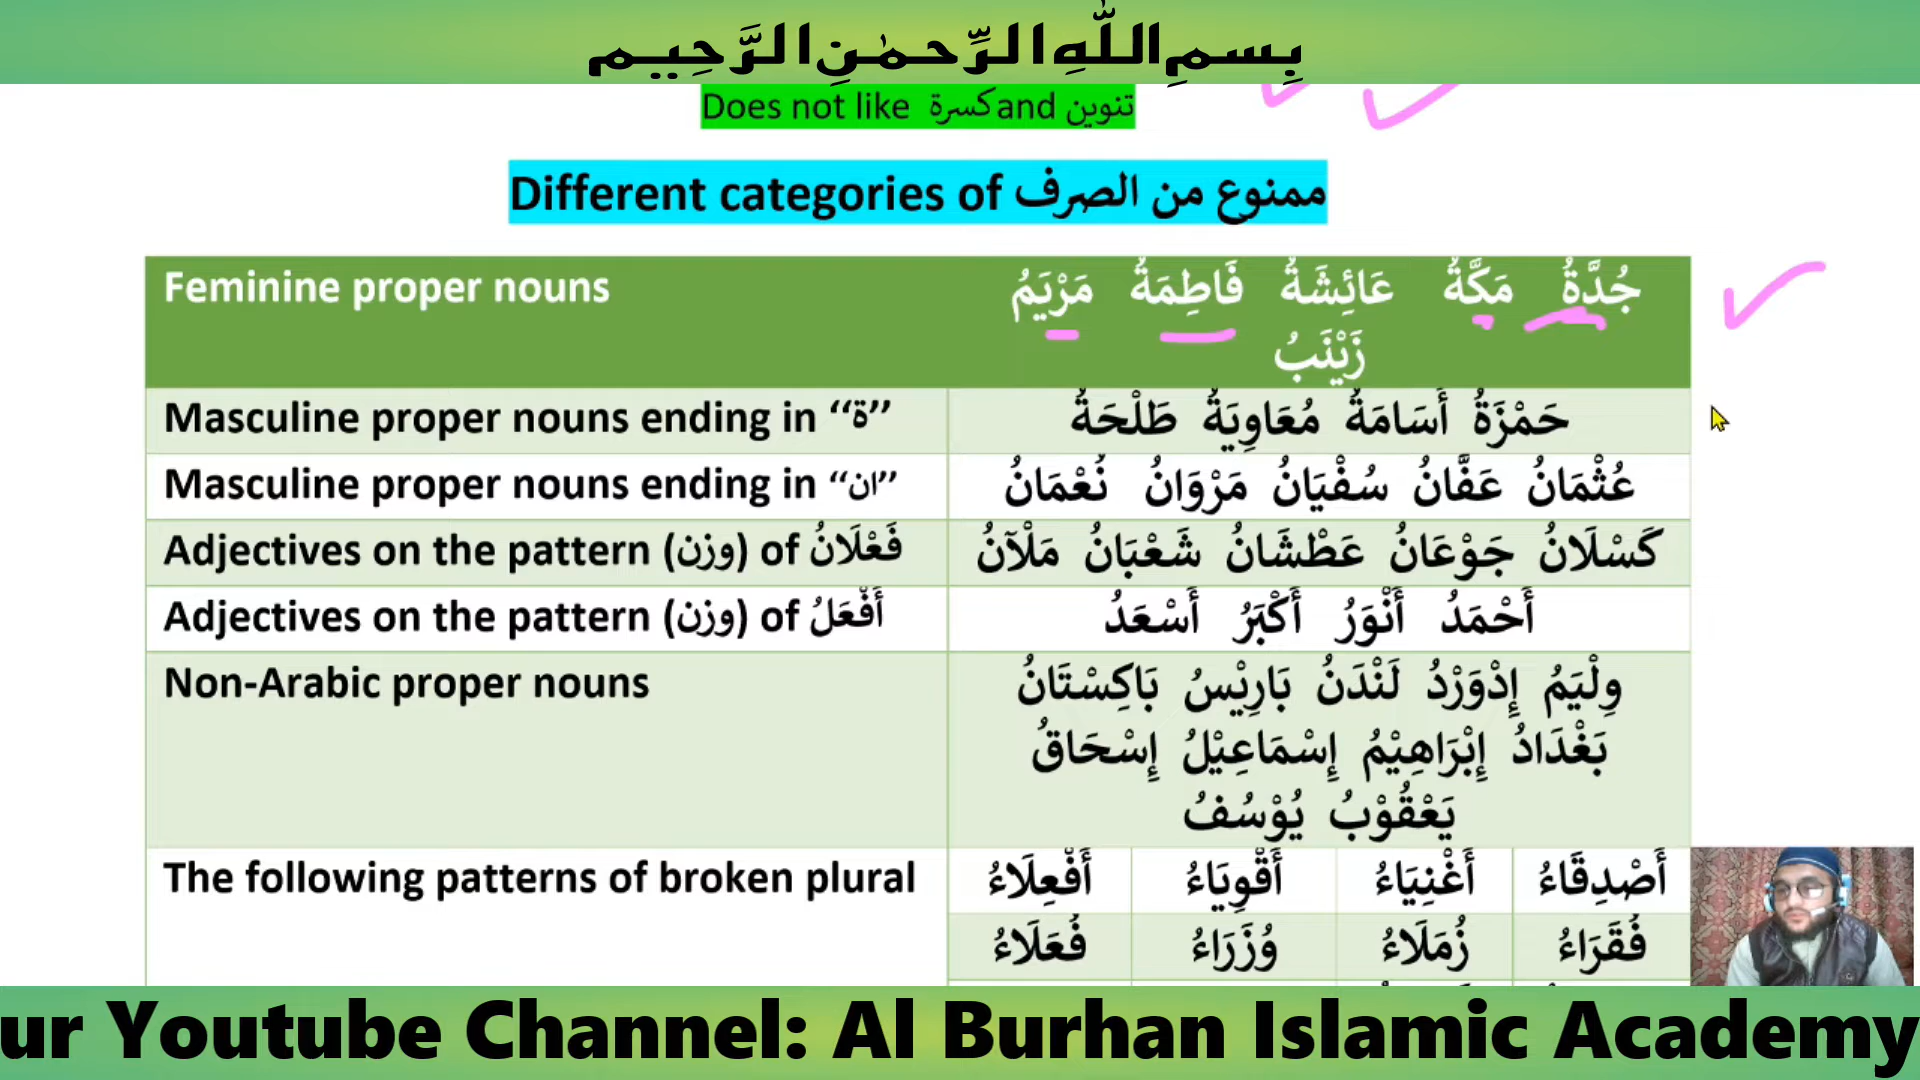 بِسمِ اللّٰهِ الرَّحمٰنِ الرَّحِيم
Does not like كسرة and تنوين
Different categories of ممنوع من الصرف
Feminine proper nouns
جُدَّةُ مَكَّةُ عَائِشَةُ فَاطِمَةُ مَرْيَمُ
زَيْنَبُ
Masculine proper nouns ending in “ة”
حَمْزَةُ أَسَامَةُ مُعَاوِيَةُ طَلْحَةُ
Masculine proper nouns ending in “ان”
عُثْمَانُ عَفَّانُ سُفْيَانُ مَرْوَانُ نُعْمَانُ
Adjectives on the pattern (وزن) of فَعْلَانُ
كَسْلَانُ جَوْعَانُ عَطْشَانُ شَعْبَانُ مَلْآنُ
Adjectives on the pattern (وزن) of أَفْعَلُ
أَحْمَدُ أَنْوَرُ أَكْبَرُ أَسْعَدُ
Non-Arabic proper nouns
وِلْيَمُ إِدْوَرْدُ لَنْدَنُ بَارِيْسُ بَاكِسْتَانُ
بَغْدَادُ إِبْرَاهِيْمُ إِسْمَاعِيْلُ إِسْحَاقُ
يَعْقُوْبُ يُوْسُفُ
The following patterns of broken plural
أَصْدِقَاءُ أَغْنِيَاءُ أَقْوِيَاءُ أَفْعِلَاءُ
فُقَرَاءُ زُمَلَاءُ وُزَرَاءُ فُعَلَاءُ
ur Youtube Channel: Al Burhan Islamic Academy